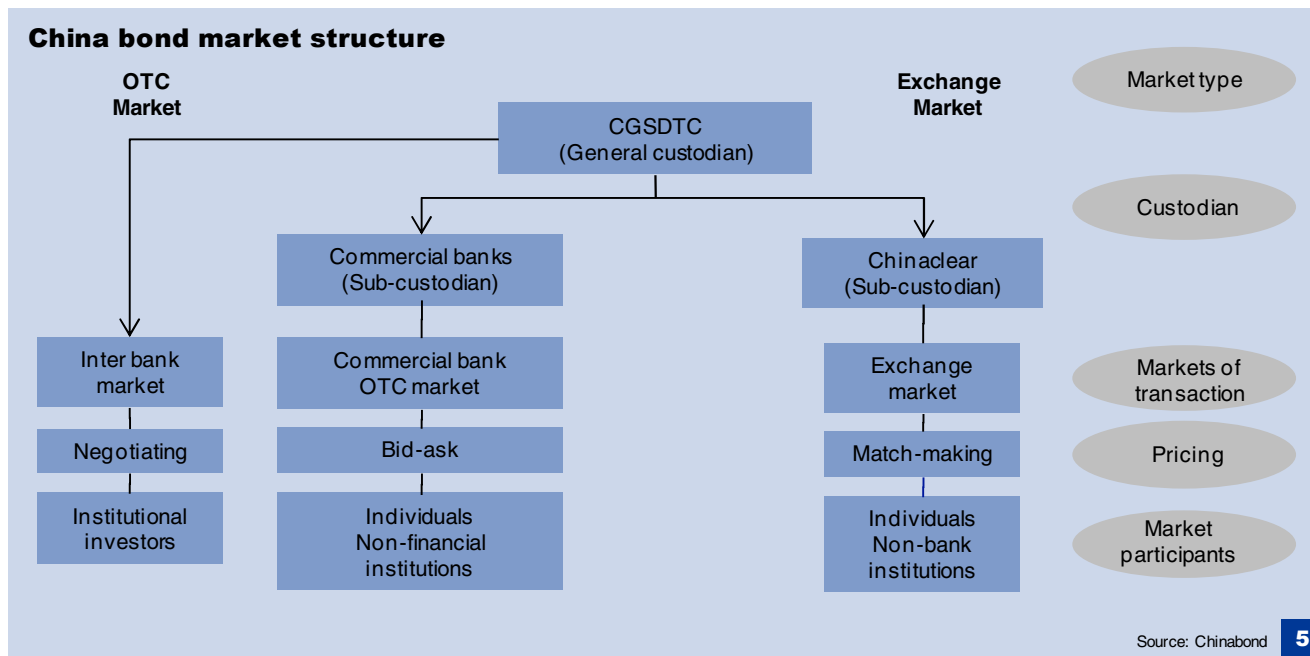 China bond market structure
OTC
Market
Exchange
Market
Market type
CGSDTC
(General custodian)
Custodian
Commercial banks
(Sub-custodian)
Chinaclear
(Sub-custodian)
Inter bank
market
Commercial bank
OTC market
Exchange
market
Markets of
transaction
Negotiating
Bid-ask
Match-making
Pricing
Institutional
investors
Individuals
Non-financial
institutions
Individuals
Non-bank
institutions
Market
participants
Source: Chinabond
5